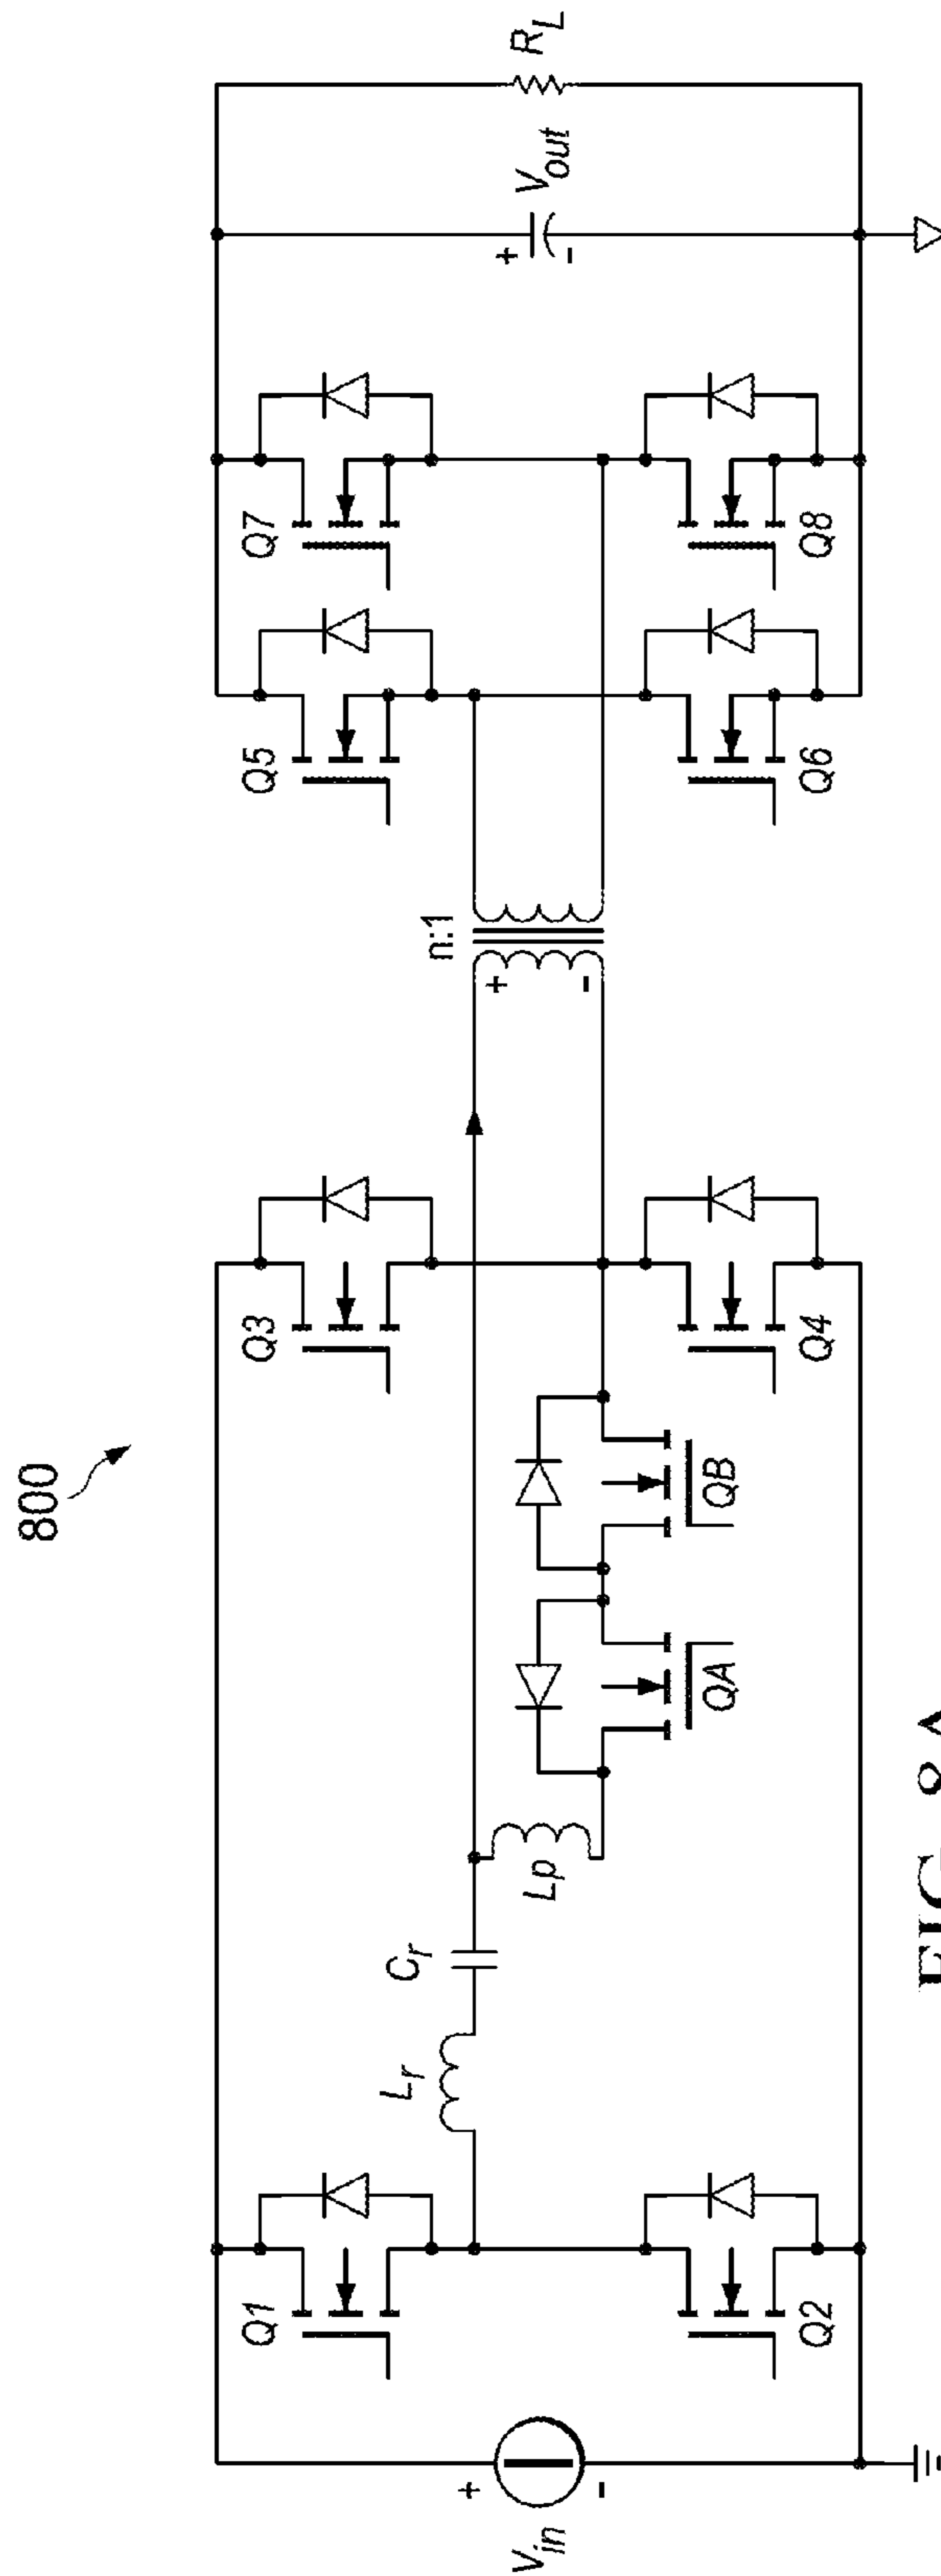 800
Vin
+
-
Q1
Q2
Lr
Cr
Lp
QA
QB
Q3
Q4
n:1
+
-
Q5
Q6
Q7
Q8
+
-
Vout
RL